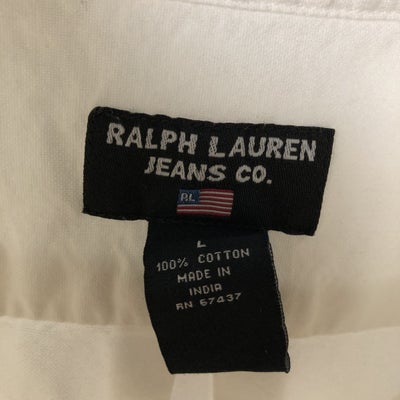 RALPH LAUREN
JEANS CO.
RL
L
100% COTTON
MADE IN
INDIA
RN 67437